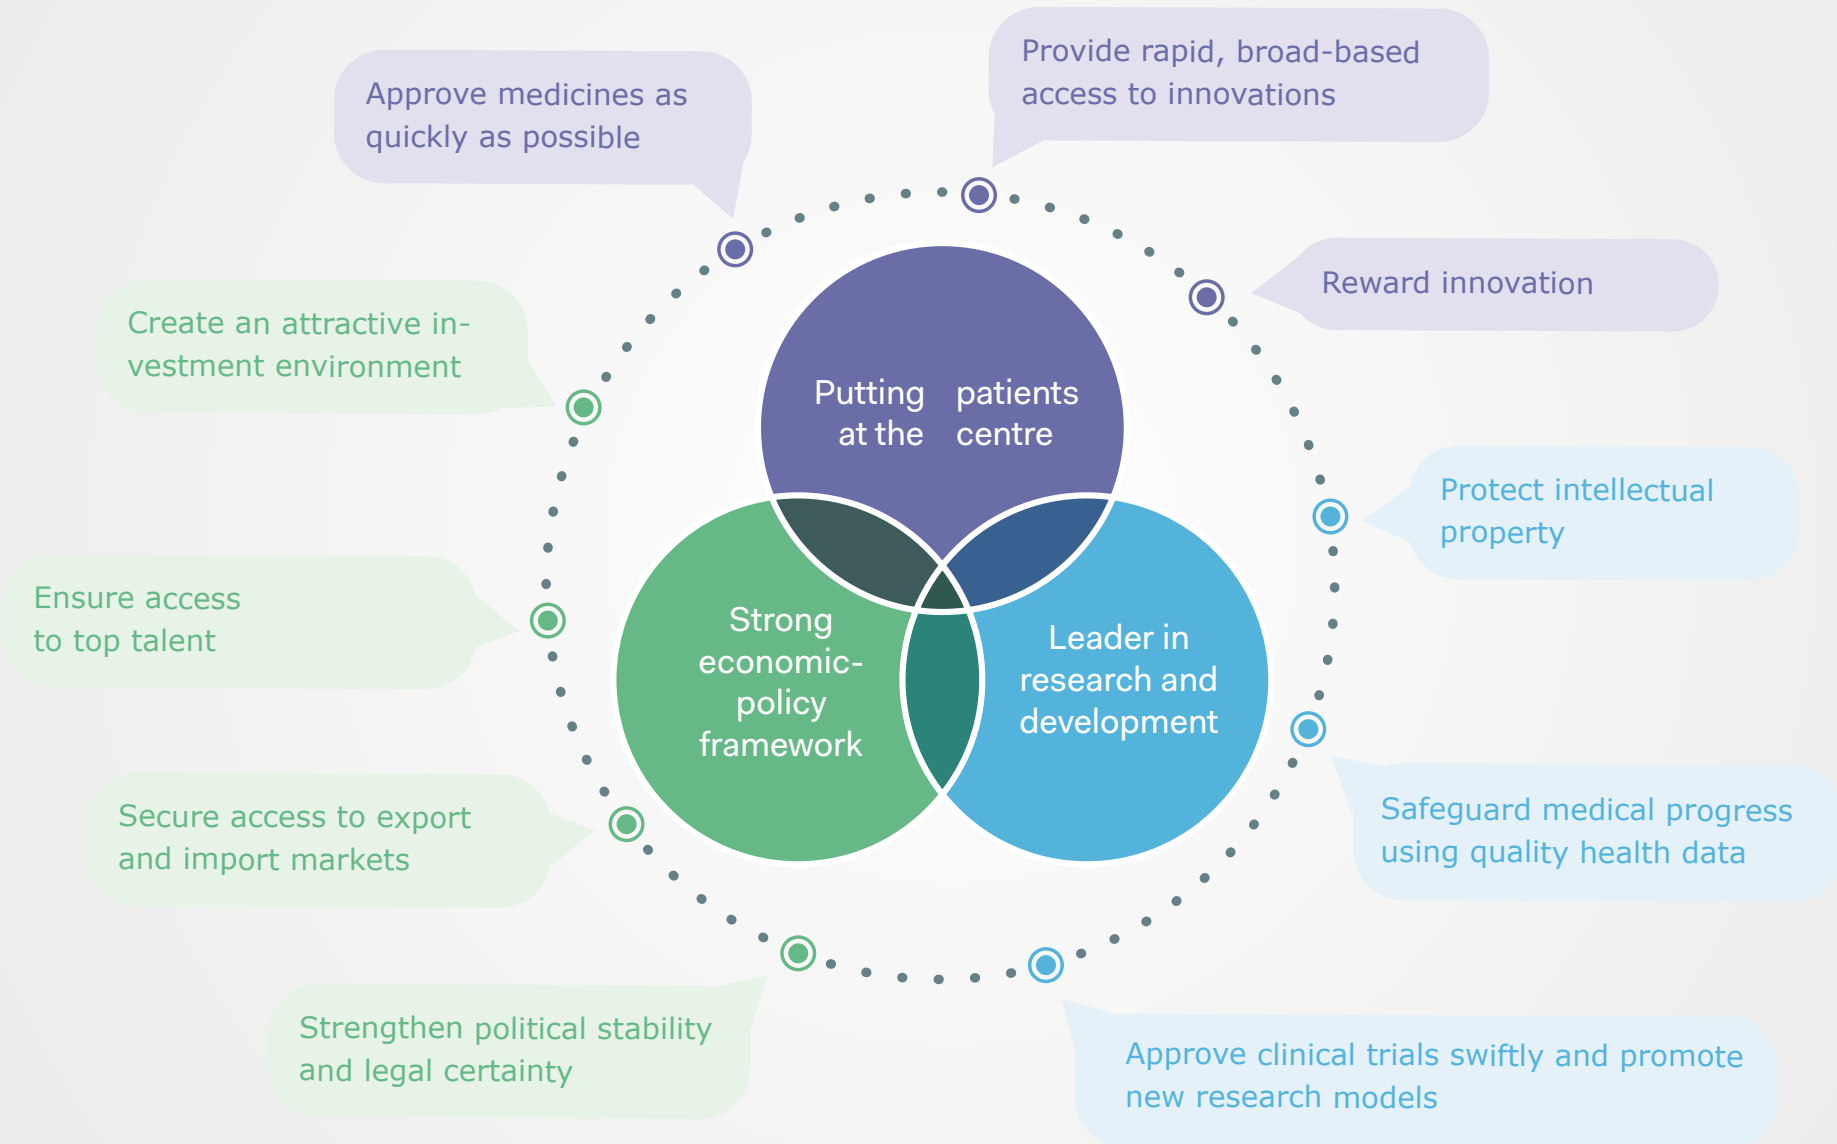 Provide rapid, broad-based
access to innovations
Approve medicines as
quickly as possible
Reward innovation
Create an attractive in-
vestment environment
Putting patients
at the centre
Protect intellectual
property
Ensure access
to top talent
Strong
economic-
policy
framework
Leader in
research and
development
Secure access to export
and import markets
Safeguard medical progress
using quality health data
Strengthen political stability
and legal certainty
Approve clinical trials swiftly and promote
new research models